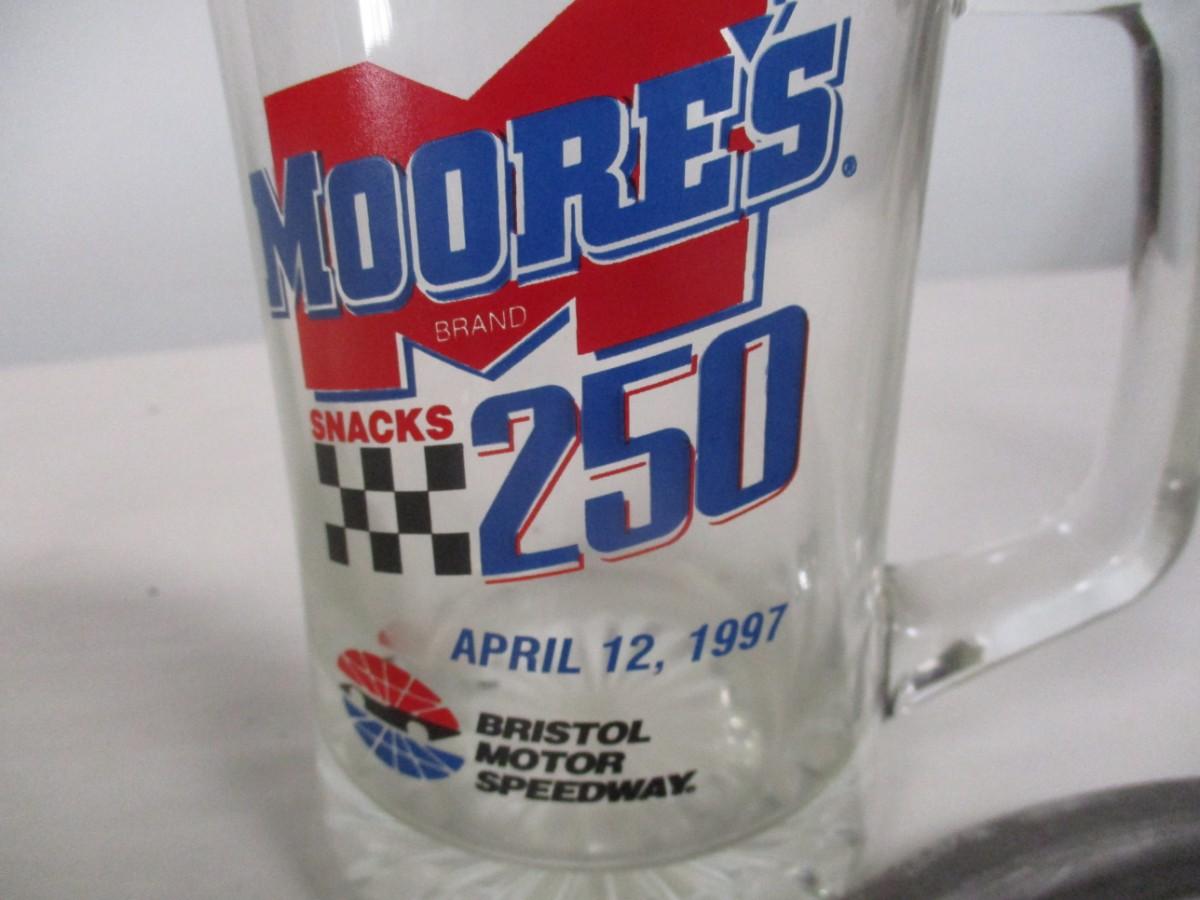 MOORE'S®
BRAND
SNACKS
250
APRIL 12, 1997
BRISTOL
MOTOR
SPEEDWAY.